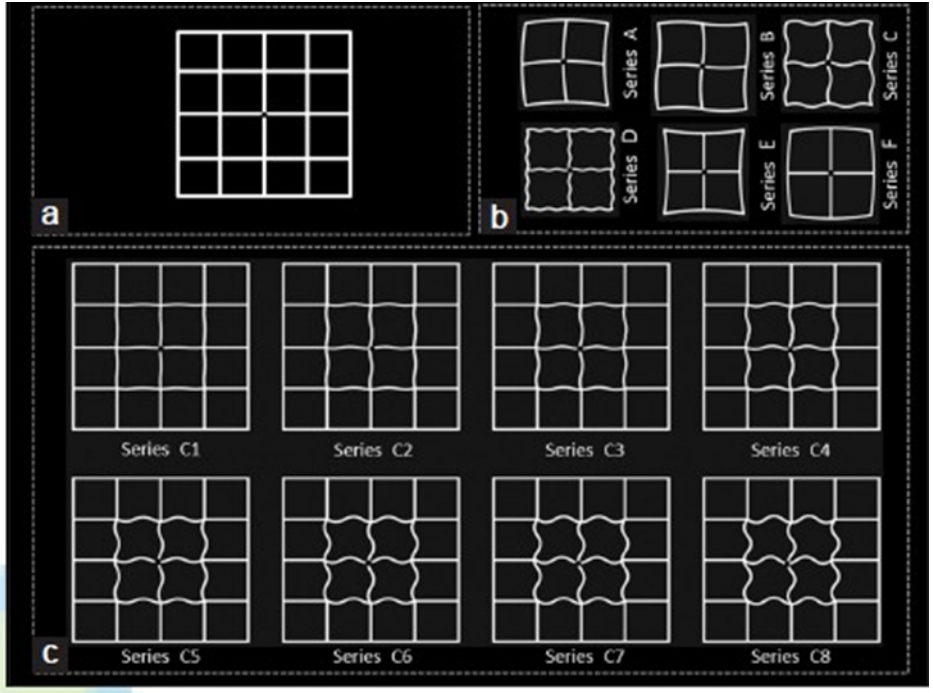 a
b
Series A
Series B
Series C
Series D
Series E
Series F
Series C1
Series C2
Series C3
Series C4
Series C5
Series C6
Series C7
Series C8
c